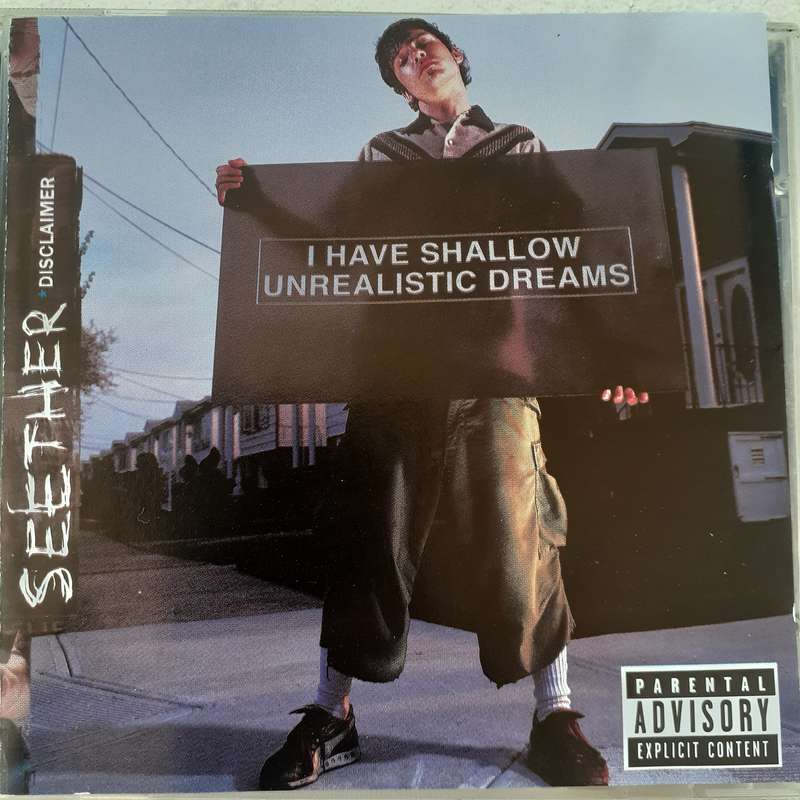 SEETHER
*DISCLAIMER
I HAVE SHALLOW
UNREALISTIC DREAMS
PARENTAL
ADVISORY
EXPLICIT CONTENT